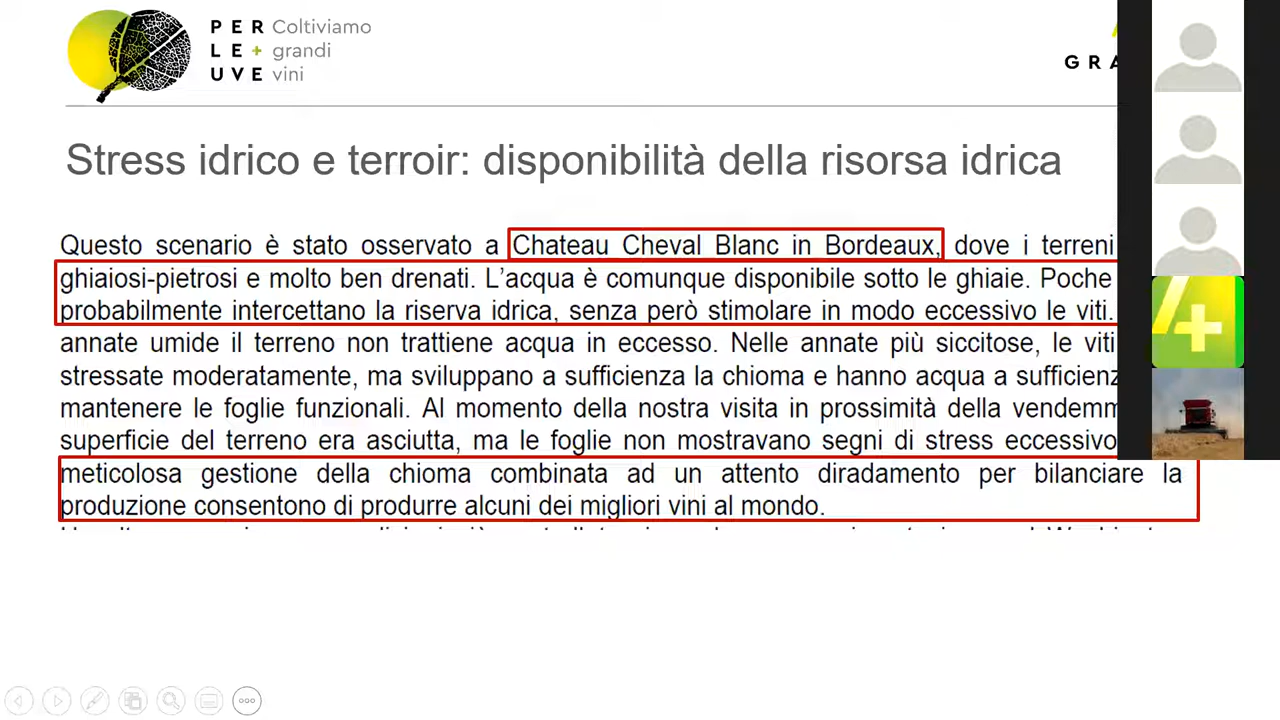 PER Coltiviamo
LE+ grandi
UVE vini
GRA
Stress idrico e terroir: disponibilità della risorsa idrica
Questo scenario è stato osservato a Chateau Cheval Blanc in Bordeaux, dove i terreni
ghiaiosi-pietrosi e molto ben drenati. L'acqua è comunque disponibile sotto le ghiaie. Poche
probabilmente intercettano la riserva idrica, senza però stimolare in modo eccessivo le viti.
annate umide il terreno non trattiene acqua in eccesso. Nelle annate più siccitose, le viti
stressate moderatamente, ma sviluppano a sufficienza la chioma e hanno acqua a sufficienz
mantenere le foglie funzionali. Al momento della nostra visita in prossimità della vendemm
superficie del terreno era asciutta, ma le foglie non mostravano segni di stress eccessivo
meticolosa gestione della chioma combinata ad un attento diradamento per bilanciare la
produzione consentono di produrre alcuni dei migliori vini al mondo.